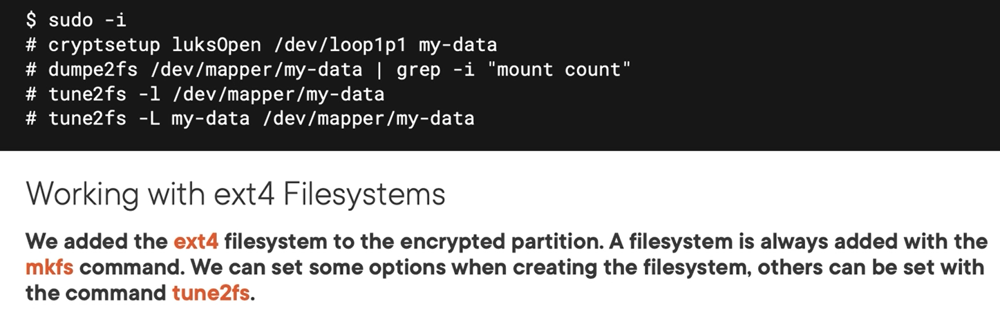 $ sudo -i
# cryptsetup luksOpen /dev/loop1p1 my-data
# dumpe2fs /dev/mapper/my-data | grep -i "mount count"
# tune2fs -l /dev/mapper/my-data
# tune2fs -L my-data /dev/mapper/my-data
Working with ext4 Filesystems
We added the ext4 filesystem to the encrypted partition. A filesystem is always added with the
mkfs command. We can set some options when creating the filesystem, others can be set with
the command tune2fs.